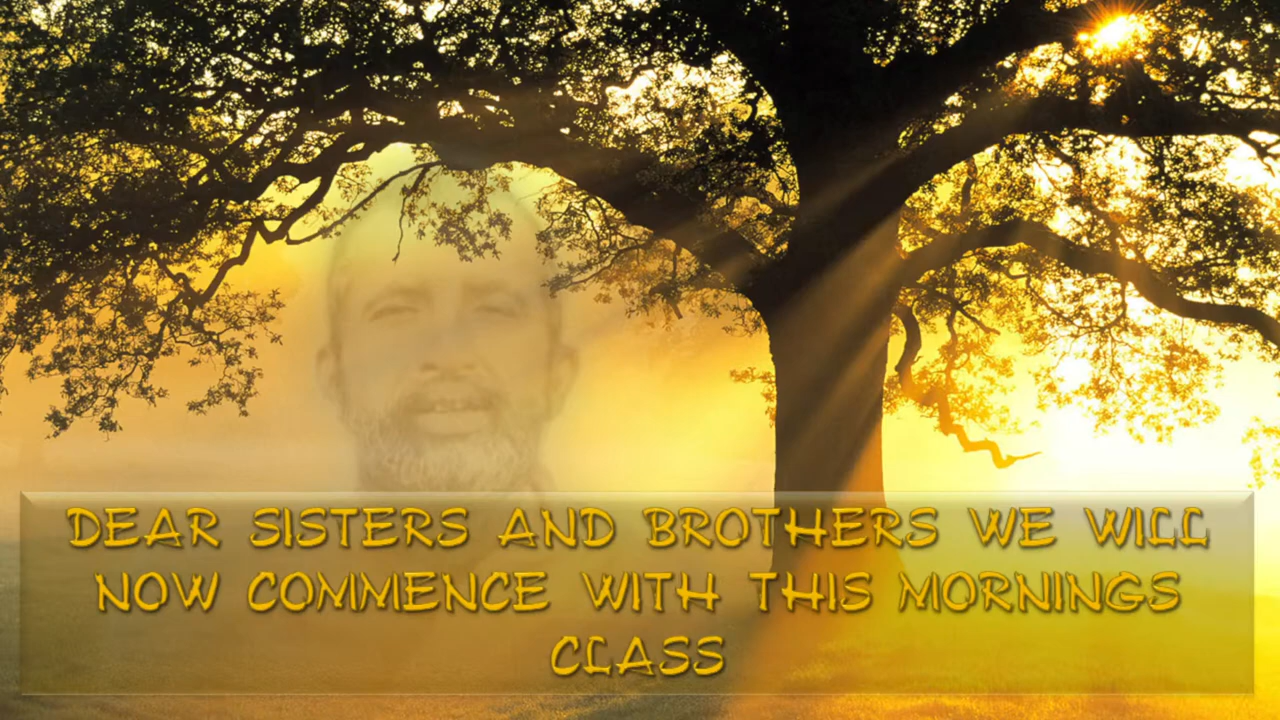 DEAR SISTERS AND BROTHERS WE WILL
NOW COMMENCE WITH THIS MORNINGS
CLASS